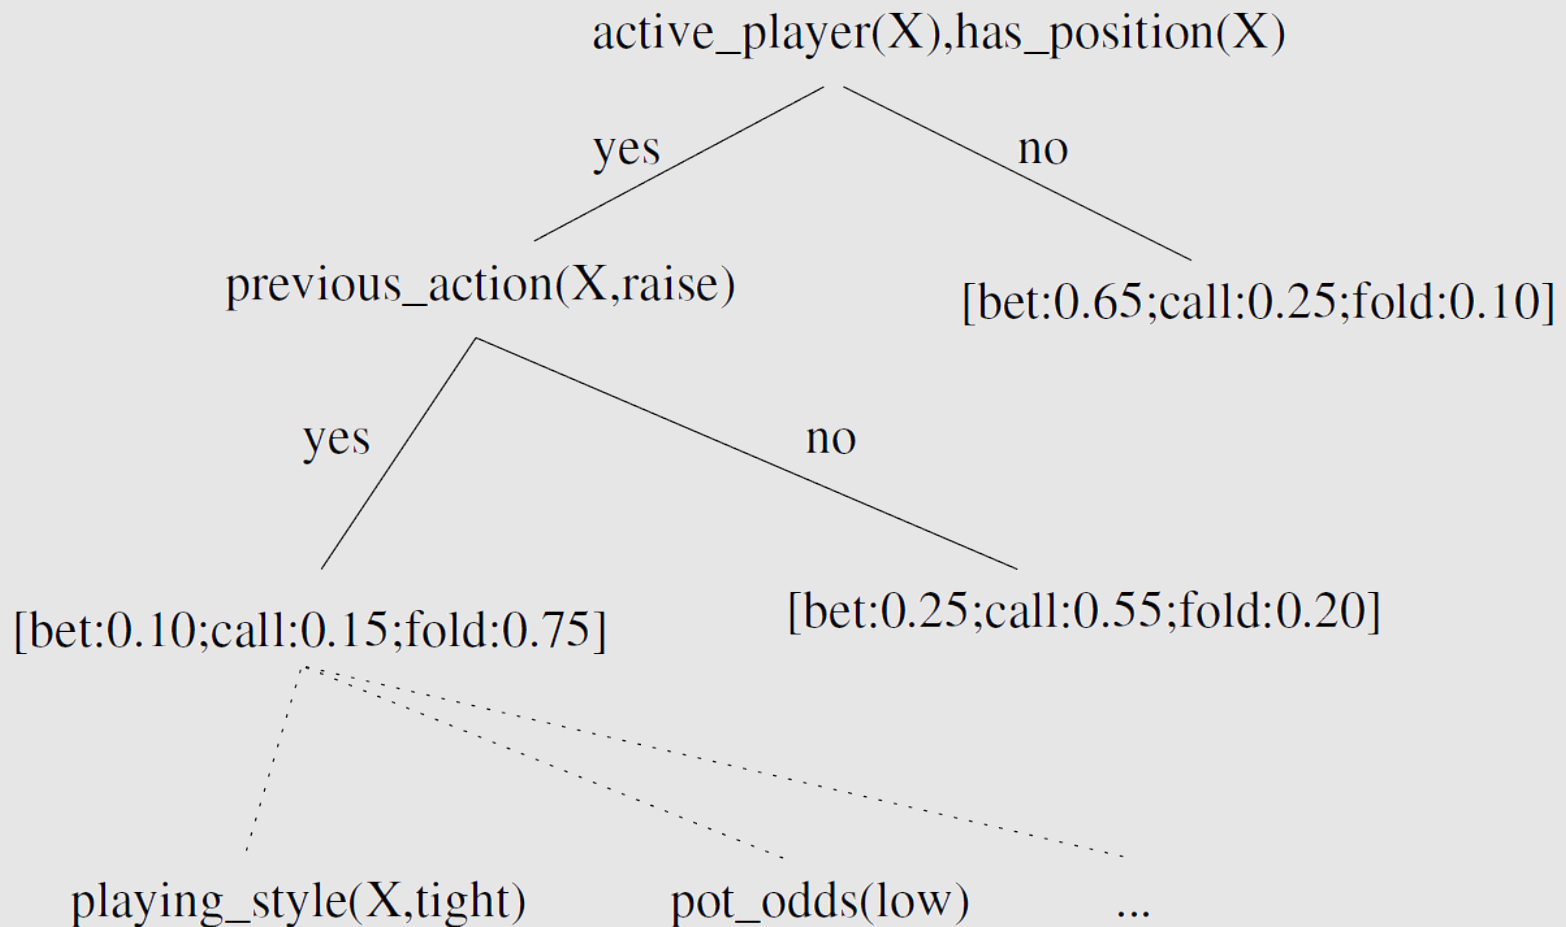 active_player(X),has_position(X)
yes
no
previous_action(X,raise)
[bet:0.65;call:0.25;fold:0.10]
yes
no
[bet:0.10;call:0.15;fold:0.75]
[bet:0.25;call:0.55;fold:0.20]
playing_style(X,tight)
pot_odds(low)
...